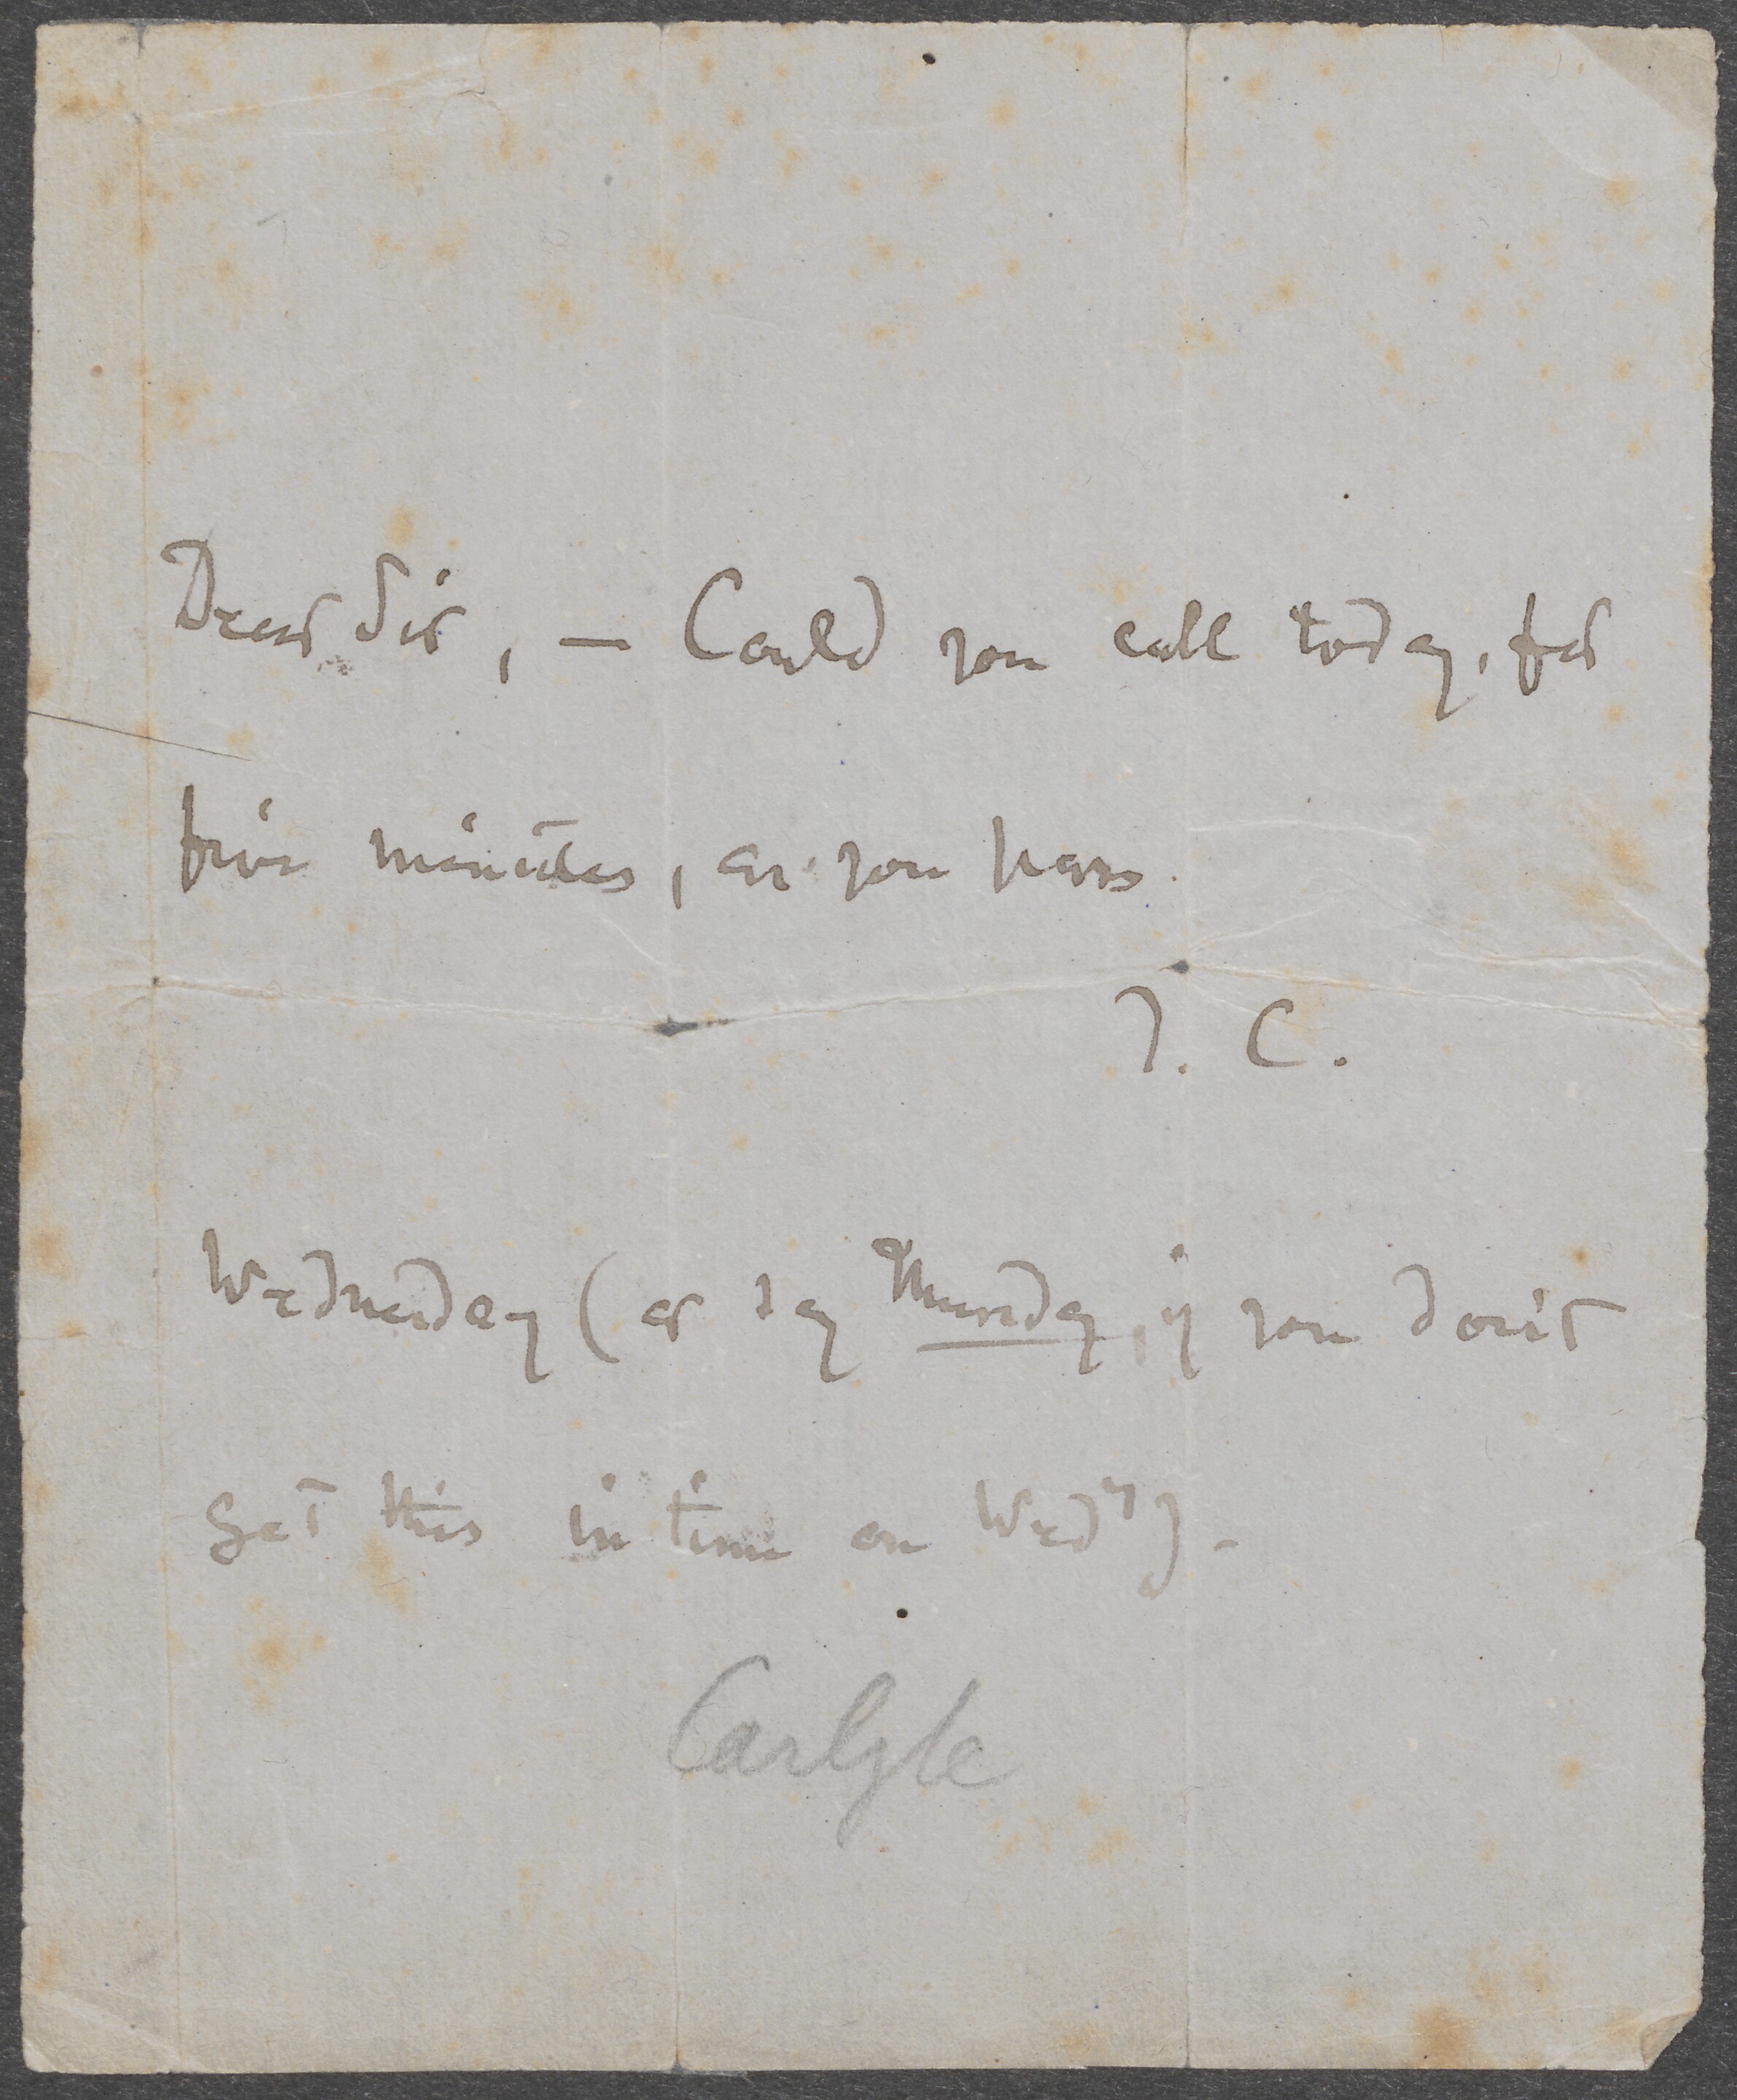 Dear Sir, — Could you call today, for
five minutes, as you pass.
T. C.
Wednesday (or say Thursday, if you don't
get this in time on Wedy).
Carlyle